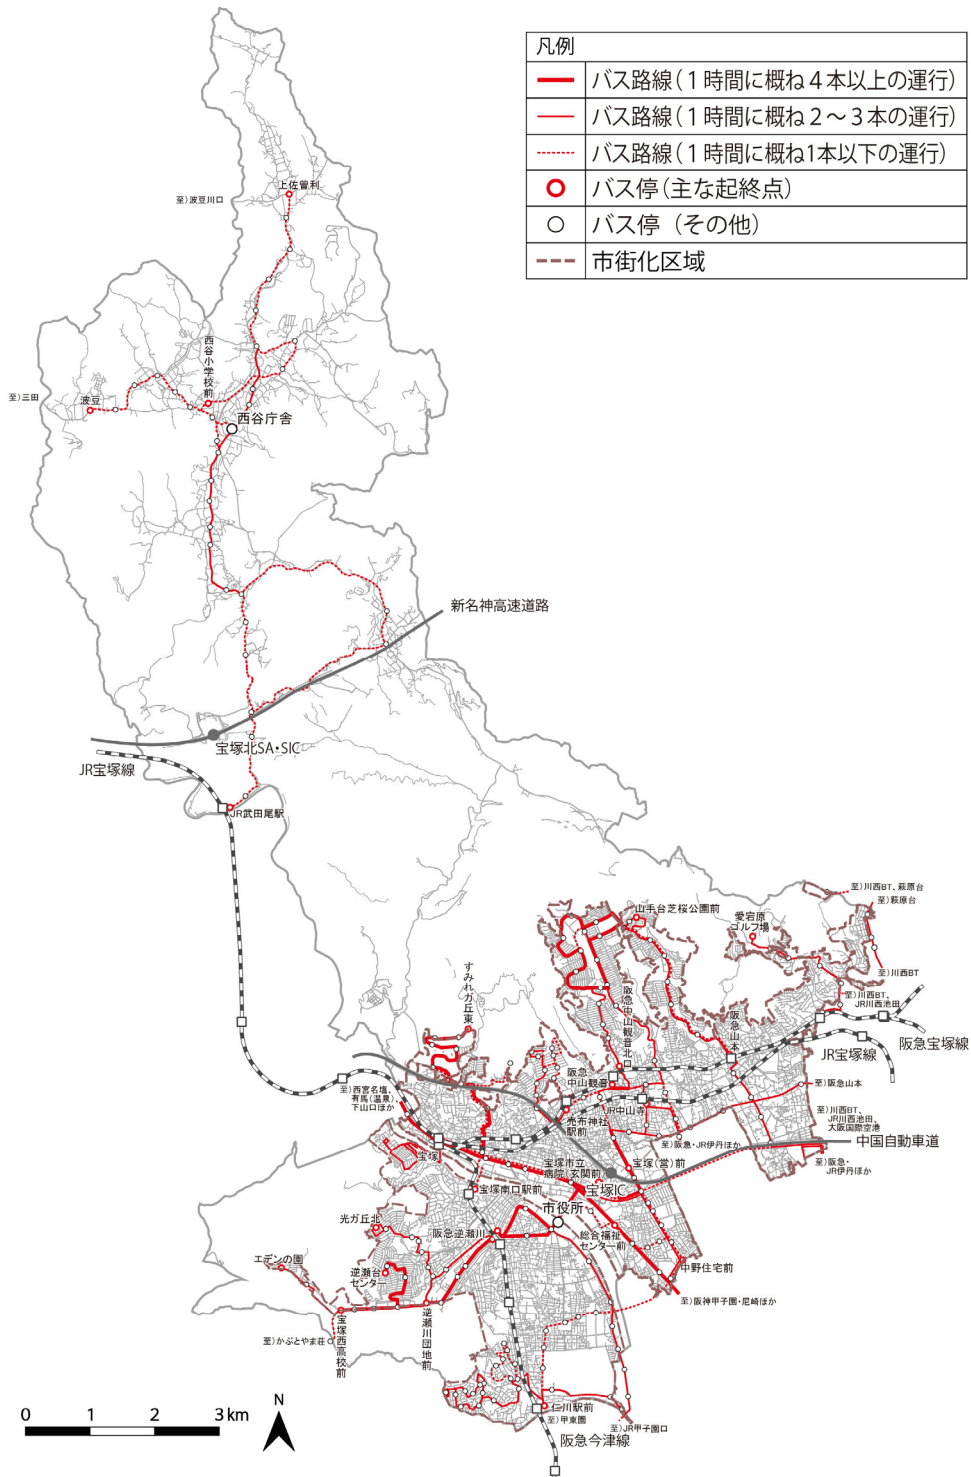 凡例
バス路線(1時間に概ね4本以上の運行)
バス路線(1時間に概ね2~3本の運行)
バス路線(1時間に概ね1本以下の運行)
バス停(主な起終点)
バス停 (その他)
市街化区域
上佐曽利
至)波豆川口
西谷小学校前
至)三田
波豆
西谷庁舎
新名神高速道路
宝塚北SA・SIC
JR宝塚線
JR武田尾駅
至)川西BT、萩原台
至)萩原台
山手台芝桜公園前
愛宕原
ゴルフ場
すみれガ丘東
至)川西BT
阪急中山観音北
至)川西BT、
JR川西池田
阪急山本
阪急宝塚線
JR宝塚線
阪急
中山観音
至)阪急山本
至)西宮名塩、
有馬(温泉)、
下山口ほか
JR中山寺
売布神社
駅前
至)川西BT、
JR川西池田、
大阪国際空港
中国自動車道
至)阪急・JR伊丹ほか
宝塚
宝塚市立
病院(玄関前)
宝塚(営)前
至)阪急・
JR伊丹ほか
宝塚IC
宝塚南口駅前
市役所
光ガ丘北
阪急逆瀬川
総合福祉
センター前
エデンの園
逆瀬台
センター
中野住宅前
至)阪神甲子園・尼崎ほか
宝塚西高校前
逆瀬川団地前
至)かぶとやま荘
仁川駅前
至)甲東園
至)JR甲子園口
阪急今津線
0 1 2 3km
N